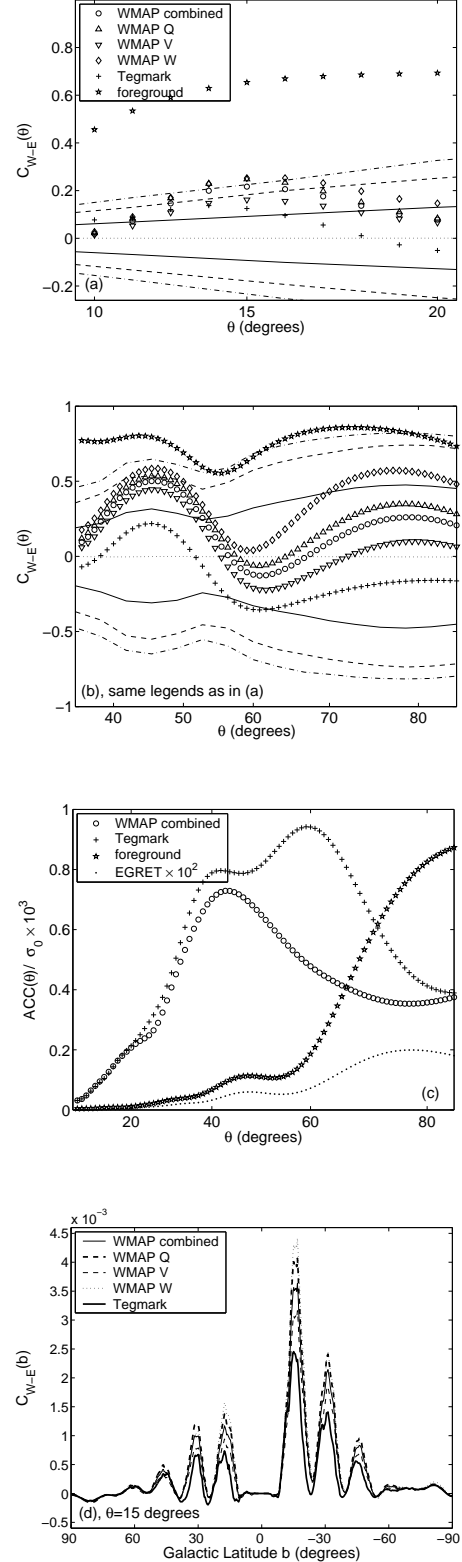 WMAP combined
WMAP Q
WMAP V
WMAP W
Tegmark
foreground
0.6
0.4
0.2
0
−0.2
C_{W−E}(θ)
(a)
10 15 20
θ (degrees)
1
0.5
0
−0.5
−1
C_{W−E}(θ)
(b), same legends as in (a)
40 50 60 70 80
θ (degrees)
1
0.8
0.6
0.4
0.2
0
ACC(θ)/ σ_0 × 10^3
WMAP combined
Tegmark
foreground
EGRET × 10^2
(c)
20 40 60 80
θ (degrees)
x 10^{−3}
4.5
4
3.5
3
2.5
2
1.5
1
0.5
0
−0.5
C_{W−E}(b)
WMAP combined
WMAP Q
WMAP V
WMAP W
Tegmark
(d), θ=15 degrees
90 60 30 0 −30 −60 −90
Galactic Latitude b (degrees)